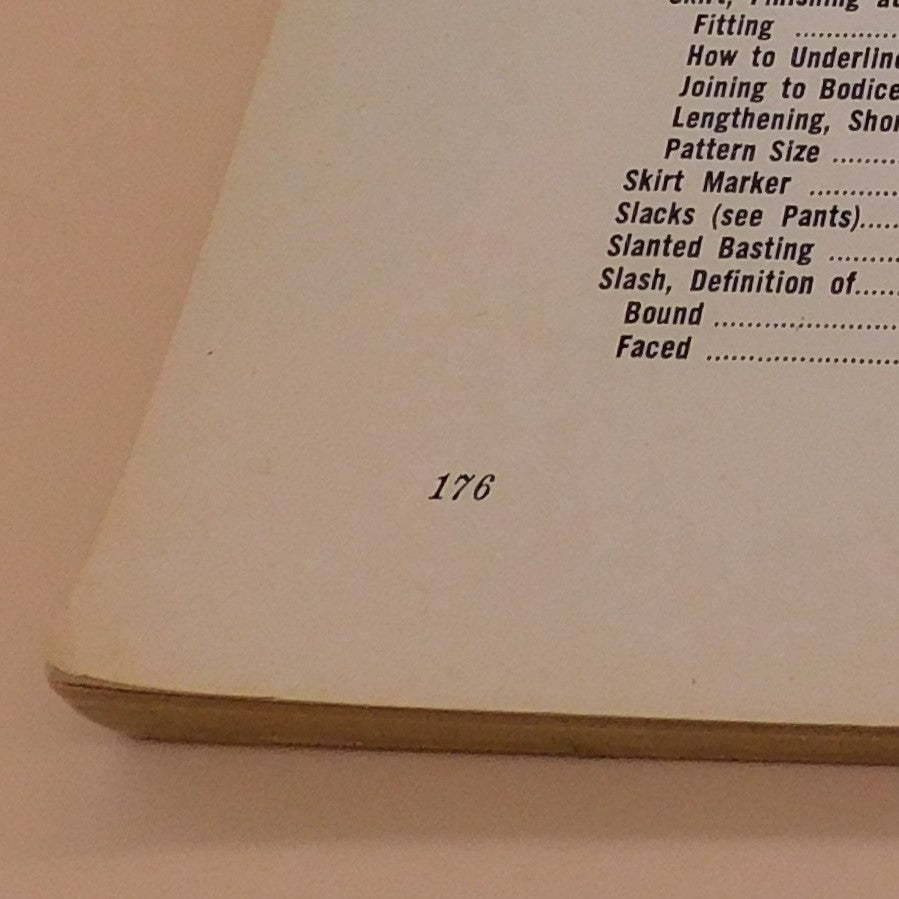 Fitting ............
How to Underline
Joining to Bodice
Lengthening,
Pattern Size ........
Skirt Marker ...........
Slacks (see Pants).....
Slanted Basting .........
Slash, Definition of......
Bound ......................
Faced .......................
176